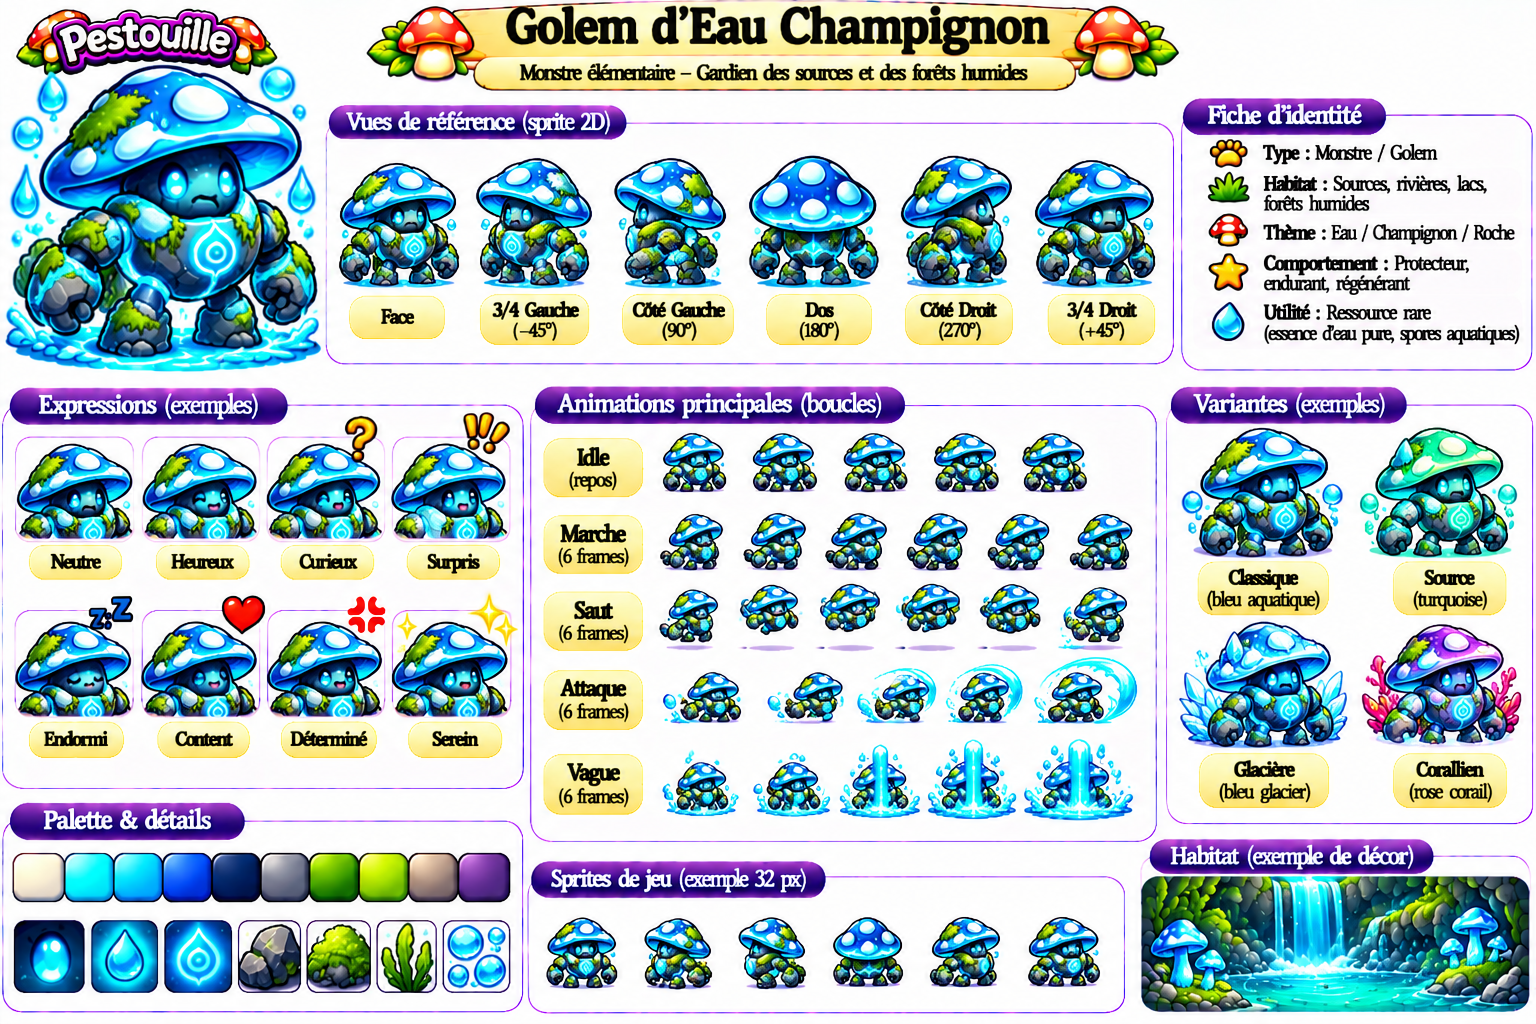 Pestouille
Golem d'Eau Champignon
Monstre élémentaire – Gardien des sources et des forêts humides
Vues de référence (sprite 2D)
Face
3/4 Gauche
(–45°)
Côté Gauche
(90°)
Dos
(180°)
Côté Droit
(270°)
3/4 Droit
(+45°)
Fiche d'identité
Type : Monstre / Golem
Habitat : Sources, rivières, lacs,
forêts humides
Thème : Eau / Champignon / Roche
Comportement : Protecteur,
endurant, régénérant
Utilité : Ressource rare
(essence d'eau pure, spores aquatiques)
Expressions (exemples)
?
!!!
Neutre
Heureux
Curieux
Surpris
z:Z
Endormi
Content
Déterminé
Serein
Animations principales (boucles)
Idle
(repos)
Marche
(6 frames)
Saut
(6 frames)
Attaque
(6 frames)
Vague
(6 frames)
Variantes (exemples)
Classique
(bleu aquatique)
Source
(turquoise)
Glacière
(bleu glacier)
Corallien
(rose corail)
Palette & détails
Sprites de jeu (exemple 32 px)
Habitat (exemple de décor)